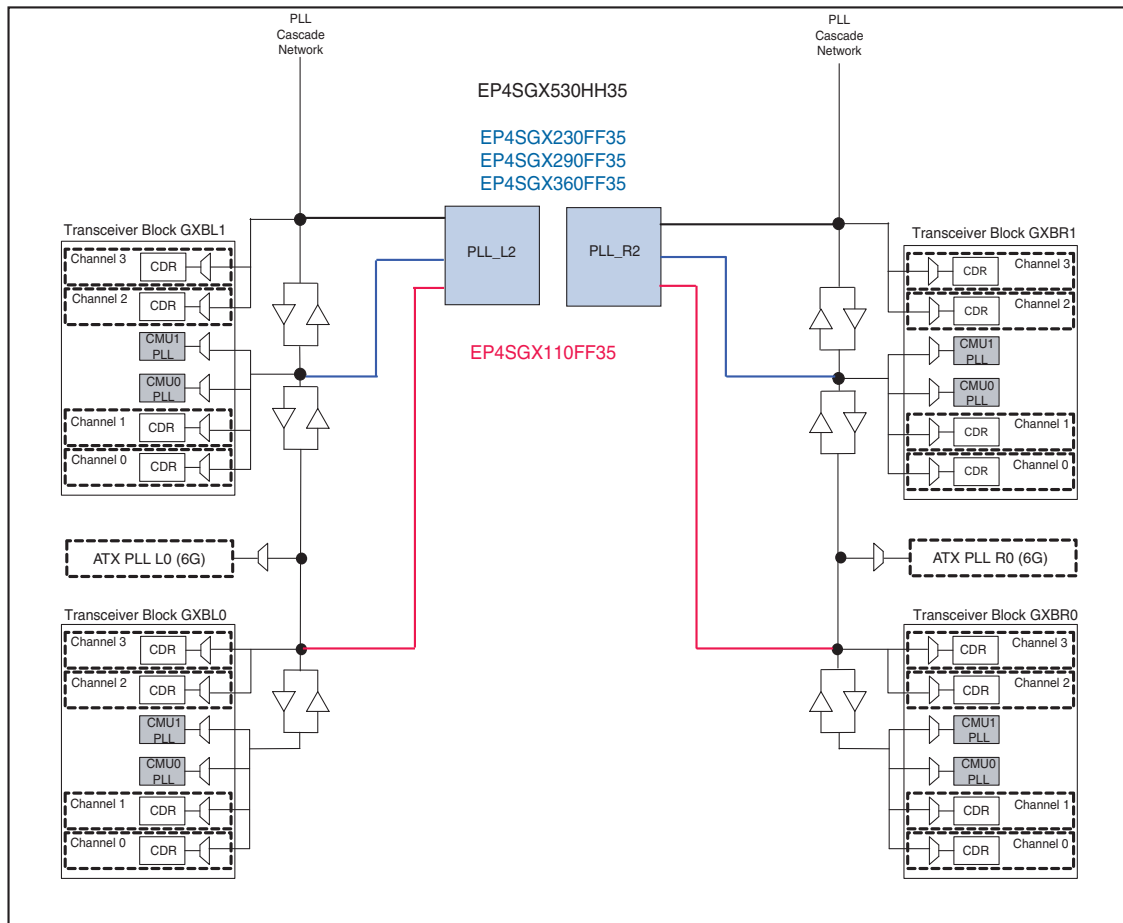 PLL
Cascade
Network
PLL
Cascade
Network
EP4SGX530HH35
EP4SGX230FF35
EP4SGX290FF35
EP4SGX360FF35
PLL_L2
PLL_R2
EP4SGX110FF35
Transceiver Block GXBL1
Channel 3
CDR
Channel 2
CDR
CMU1
PLL
CMU0
PLL
Channel 1
CDR
Channel 0
CDR
ATX PLL L0 (6G)
Transceiver Block GXBL0
Channel 3
CDR
Channel 2
CDR
CMU1
PLL
CMU0
PLL
Channel 1
CDR
Channel 0
CDR
Transceiver Block GXBR1
Channel 3
CDR
Channel 2
CDR
CMU1
PLL
CMU0
PLL
Channel 1
CDR
Channel 0
CDR
ATX PLL R0 (6G)
Transceiver Block GXBR0
Channel 3
CDR
Channel 2
CDR
CMU1
PLL
CMU0
PLL
Channel 1
CDR
Channel 0
CDR